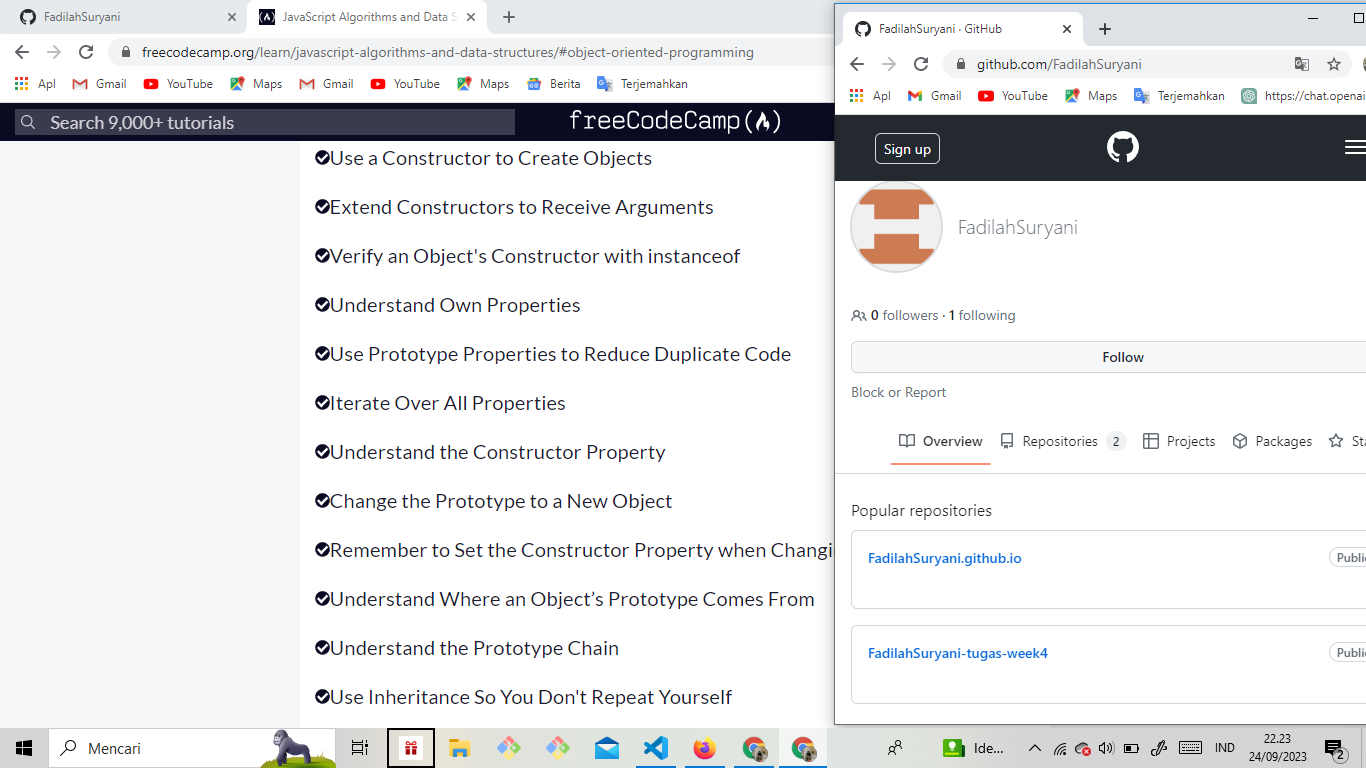 FadilahSuryani
JavaScript Algorithms and Data S
freecodecamp.org/learn/javascript-algorithms-and-data-structures/#object-oriented-programming
Apl Gmail YouTube Maps Gmail YouTube Maps Berita Terjemahkan
Search 9,000+ tutorials
freeCodeCamp
Use a Constructor to Create Objects
Extend Constructors to Receive Arguments
Verify an Object's Constructor with instanceof
Understand Own Properties
Use Prototype Properties to Reduce Duplicate Code
Iterate Over All Properties
Understand the Constructor Property
Change the Prototype to a New Object
Remember to Set the Constructor Property when Changi
Understand Where an Object’s Prototype Comes From
Understand the Prototype Chain
Use Inheritance So You Don't Repeat Yourself
FadilahSuryani · GitHub
github.com/FadilahSuryani
Apl Gmail YouTube Maps Terjemahkan https://chat.openai
Sign up
FadilahSuryani
0 followers · 1 following
Follow
Block or Report
Overview Repositories 2 Projects Packages Sta
Popular repositories
FadilahSuryani.github.io Public
FadilahSuryani-tugas-week4 Public
Mencari
Ide...
IND
22.23
24/09/2023
2